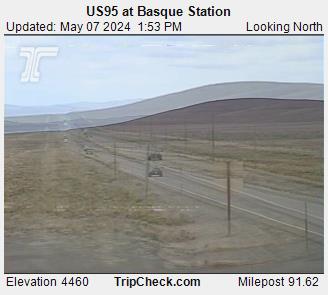 US95 at Basque Station
Updated: May 07 2024 1:53 PM Looking North
Elevation 4460 TripCheck.com Milepost 91.62